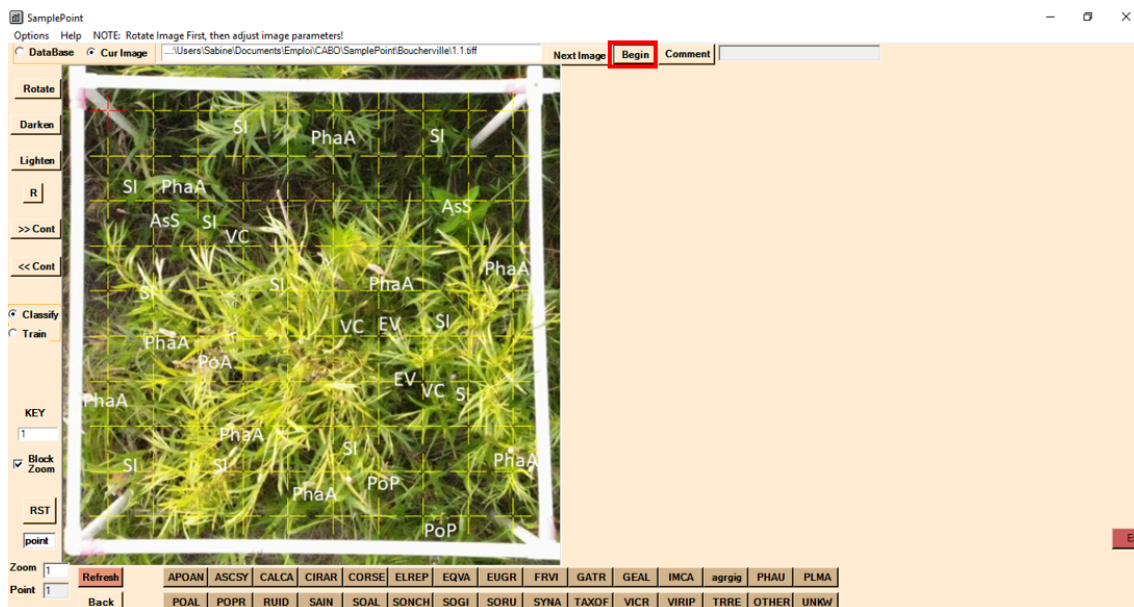 SamplePoint
Options Help NOTE: Rotate Image First, then adjust image parameters!
DataBase Cur Image ...:\Users\Sabine\Documents\Emploi\CABO\SamplePoint\Boucherville\1.1.tiff Next Image Begin Comment
Rotate
Darken
Lighten
R
>> Cont
<< Cont
Classify
Train
KEY
1
Block
Zoom
RST
point
Zoom 1
Point 1
SI PhaA SI
SI PhaA
AsS SI AsS
VC
PhaA
SI SI PhaA
VC EV SI
PhaA PoA
EV VC SI
PhaA
PhaA SI
SI SI PhaA
PhaA PoP
PoP
E
Refresh APOAN ASCSY CALCA CIRAR CORSE ELREP EQVA EUGR FRVI GATR GEAL IMCA agrgig PHAU PLMA
Back POAL POPR RUID SAIN SOAL SONCH SOGI SORU SYNA TAXOF VICR VIRIP TRRE OTHER UNKW